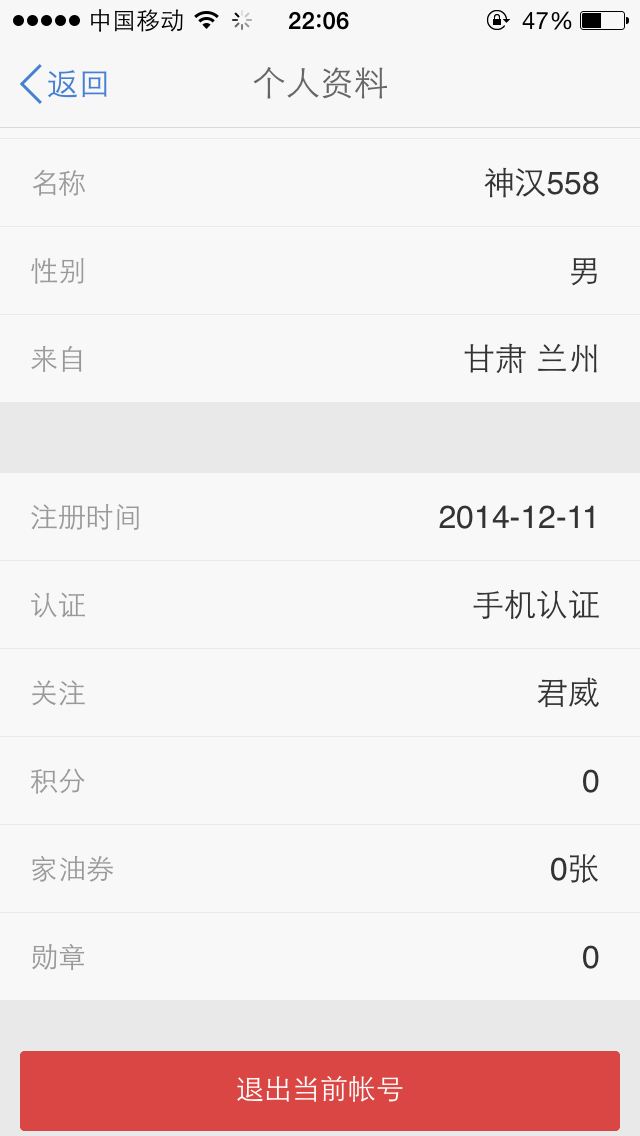 中国移动 22:06 47%
返回 个人资料
名称 神汉558
性别 男
来自 甘肃 兰州
注册时间 2014-12-11
认证 手机认证
关注 君威
积分 0
家油券 0张
勋章 0
退出当前帐号